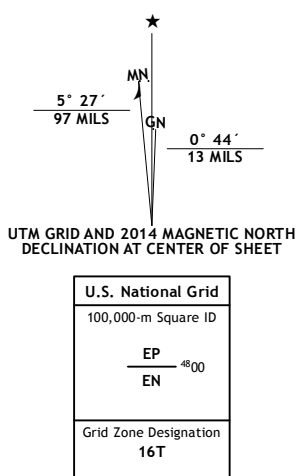 ★
MN
5° 27´
97 MILS
GN
0° 44´
13 MILS
UTM GRID AND 2014 MAGNETIC NORTH
DECLINATION AT CENTER OF SHEET
U.S. National Grid
100,000-m Square ID
EP
⁴⁸00
EN
Grid Zone Designation
16T